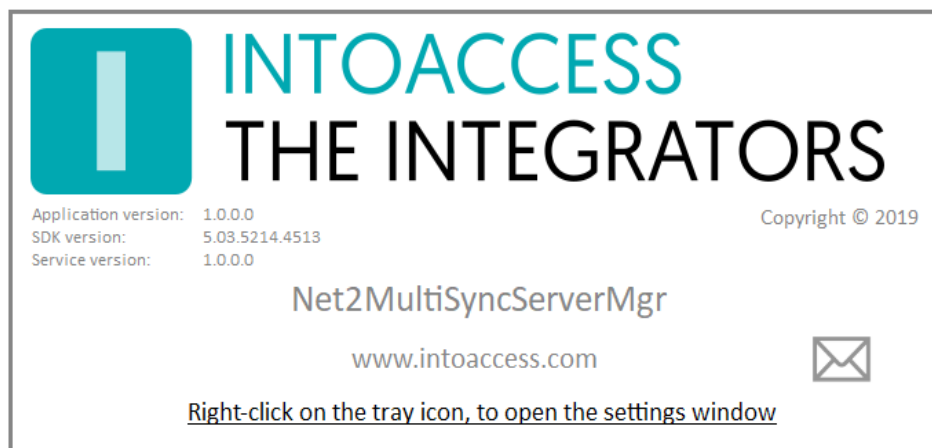 INTOACCESS
THE INTEGRATORS
Application version: 1.0.0.0
Copyright © 2019
SDK version: 5.03.5214.4513
Service version: 1.0.0.0
Net2MultiSyncServerMgr
www.intoaccess.com
Right-click on the tray icon, to open the settings window